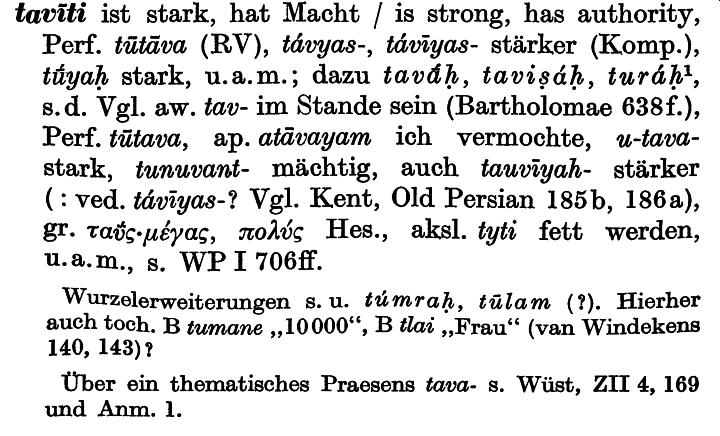 tavīti ist stark, hat Macht / is strong, has authority,
Perf. tūtāva (RV), távyas-, távīyas- stärker (Komp.),
tū́yaḥ stark, u.a.m.; dazu tavā́ḥ, taviṣáḥ, turáḥ¹,
s.d. Vgl. aw. tav- im Stande sein (Bartholomae 638f.),
Perf. tūtava, ap. atāvayam ich vermochte, u-tava-
stark, tunuvant- mächtig, auch tauvīyah- stärker
(: ved. távīyas-? Vgl. Kent, Old Persian 185b, 186a),
gr. ταΰς·μέγας, πολύς Hes., aksl. tyti fett werden,
u.a.m., s. WP I 706ff.
Wurzelerweiterungen s. u. túmraḥ, tūlam (?). Hierher
auch toch. B tumane „10000“, B tlai „Frau“ (van Windekens
140, 143)?
Über ein thematisches Praesens tava- s. Wüst, ZII 4, 169
und Anm. 1.